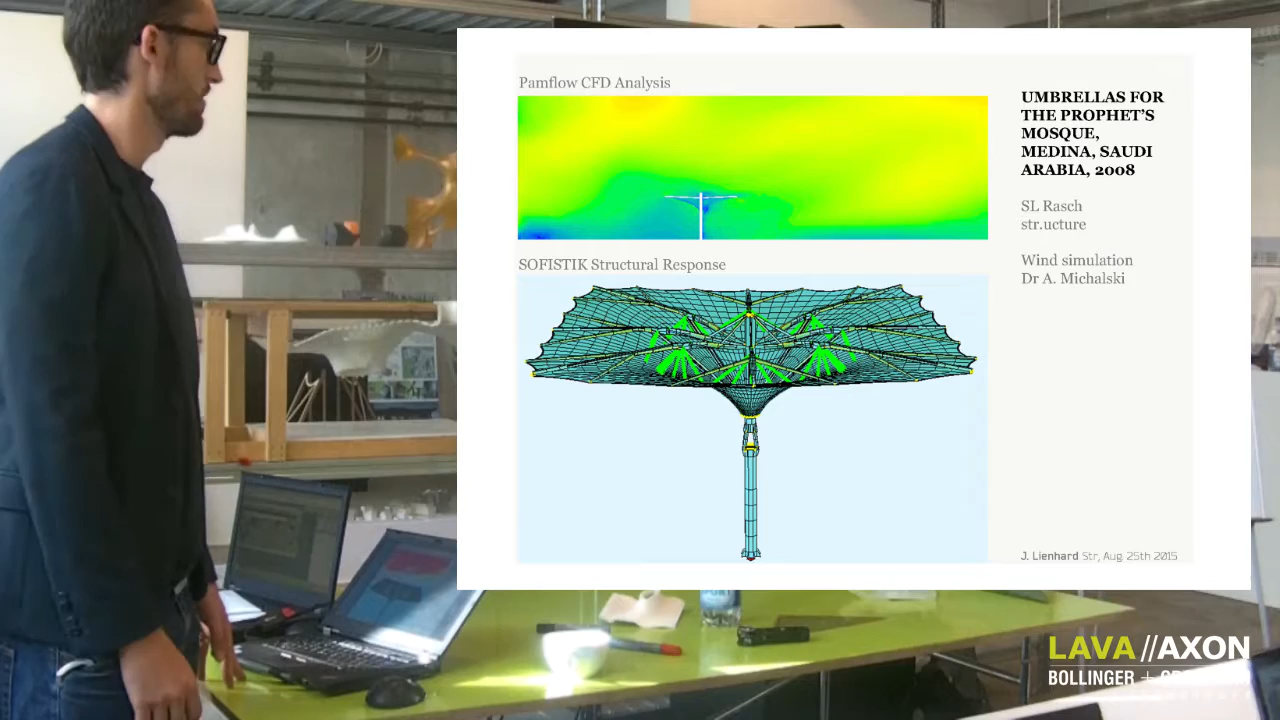 Pamflow CFD Analysis
SOFISTIK Structural Response
UMBRELLAS FOR
THE PROPHET'S
MOSQUE,
MEDINA, SAUDI
ARABIA, 2008
SL Rasch
str.ucture
Wind simulation
Dr A. Michalski
J. Lienhard Str, Aug. 25th 2015
LAVA //AXON
BOLLINGER +